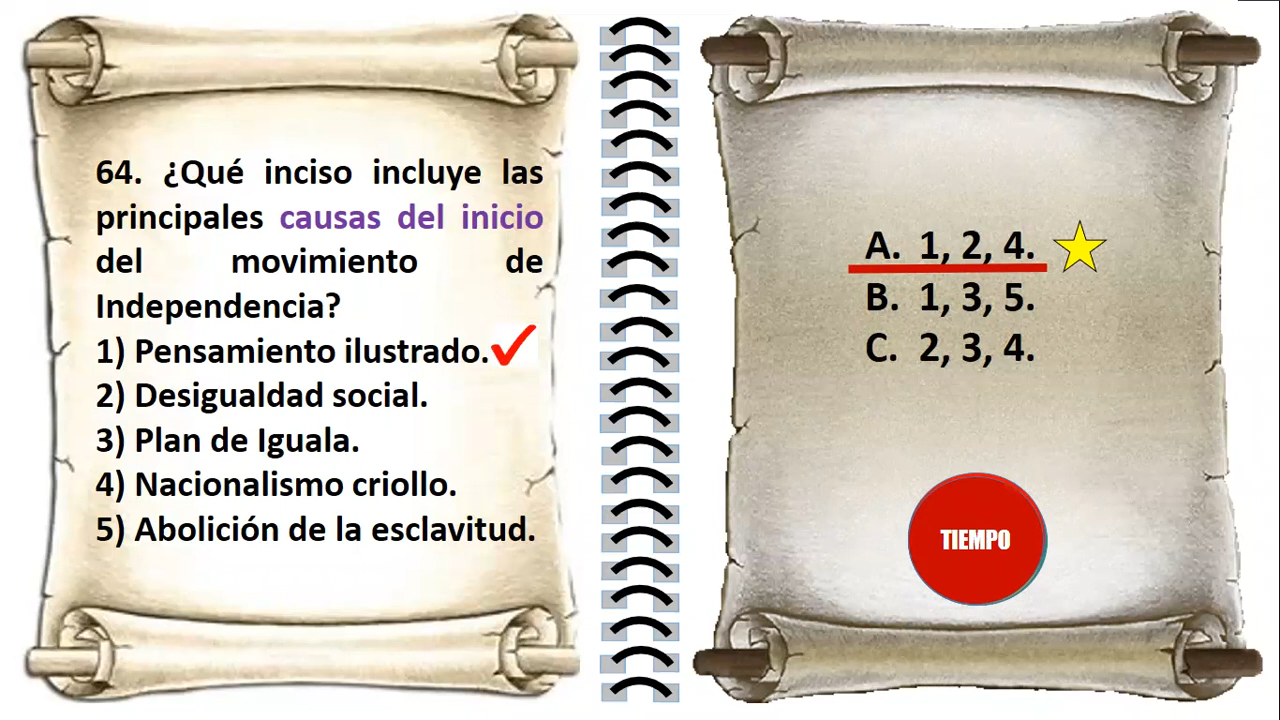 64. ¿Qué inciso incluye las
principales causas del inicio
del movimiento de
Independencia?
1) Pensamiento ilustrado.
2) Desigualdad social.
3) Plan de Iguala.
4) Nacionalismo criollo.
5) Abolición de la esclavitud.
A. 1, 2, 4.
B. 1, 3, 5.
C. 2, 3, 4.
TIEMPO